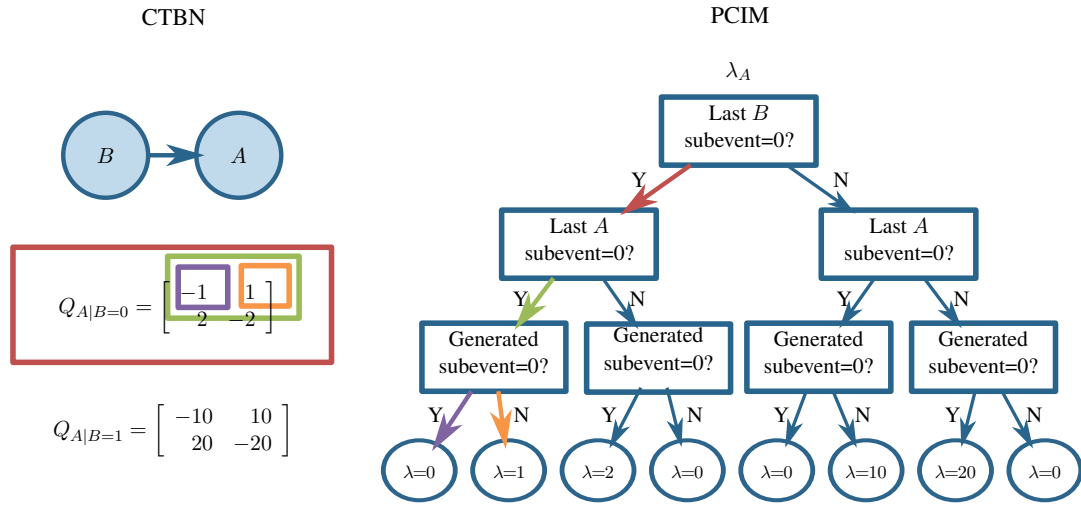 CTBN
PCIM
λ_A
Last B
subevent=0?
B
A
Y
N
Last A
subevent=0?
Last A
subevent=0?
Q_{A|B=0} = [ −1 1
2 −2 ]
Y
N
Y
N
Generated
subevent=0?
Generated
subevent=0?
Generated
subevent=0?
Generated
subevent=0?
Q_{A|B=1} = [ −10 10
20 −20 ]
Y
N
Y
N
Y
N
Y
N
λ=0
λ=1
λ=2
λ=0
λ=0
λ=10
λ=20
λ=0